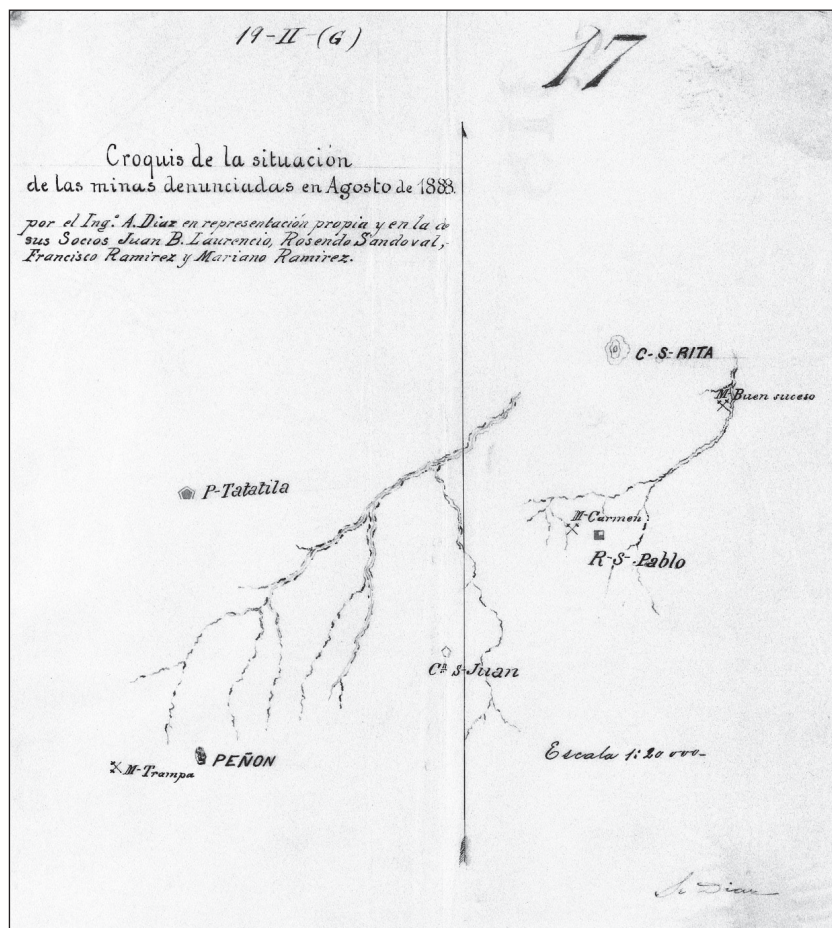 19-II-(G)
17
Croquis de la situación
de las minas denunciadas en Agosto de 1888.
por el Ing.º A. Diaz en representación propia y en la de
sus Socios Juan B. Laurencio, Rosendo Sandoval,
Francisco Ramirez y Mariano Ramirez.
C-S-RITA
M-Buen suceso
P-Tatatila
M-Carmen
R-S-Pablo
Cª S-Juan
Escala 1:20 000-
PEÑON
M-Trampa
A. Diaz